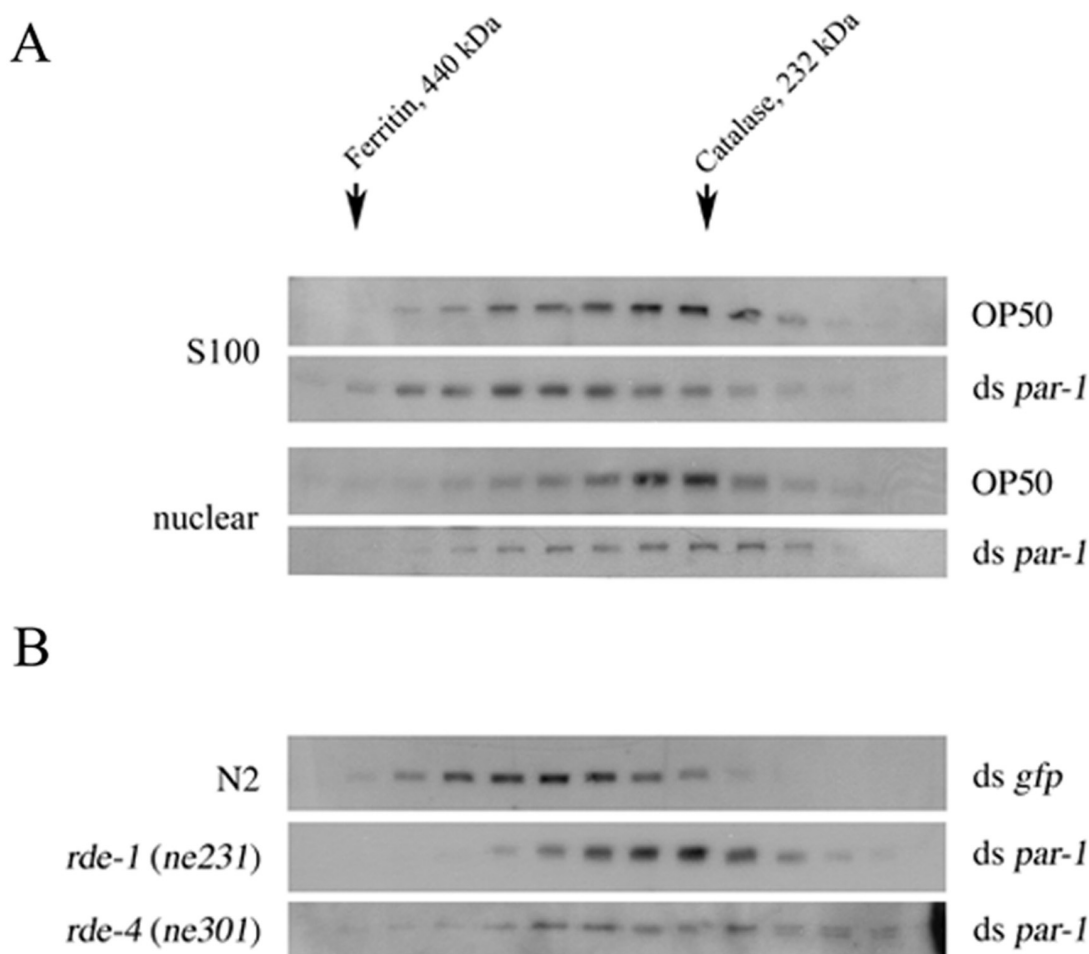 A
Ferritin, 440 kDa
Catalase, 232 kDa
S100
OP50
ds par-1
nuclear
OP50
ds par-1
B
N2
ds gfp
rde-1 (ne231)
ds par-1
rde-4 (ne301)
ds par-1